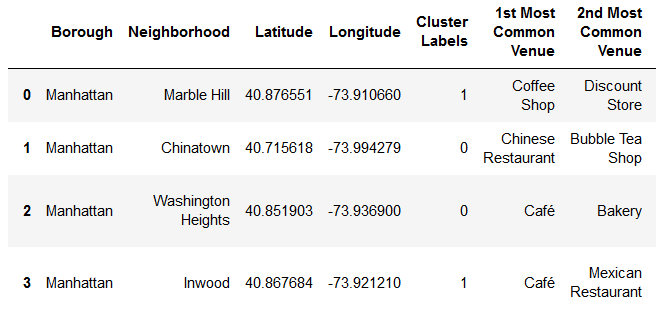 Borough Neighborhood Latitude Longitude Cluster Labels 1st Most Common Venue 2nd Most Common Venue
0 Manhattan Marble Hill 40.876551 -73.910660 1 Coffee Shop Discount Store
1 Manhattan Chinatown 40.715618 -73.994279 0 Chinese Restaurant Bubble Tea Shop
2 Manhattan Washington Heights 40.851903 -73.936900 0 Café Bakery
3 Manhattan Inwood 40.867684 -73.921210 1 Café Mexican Restaurant